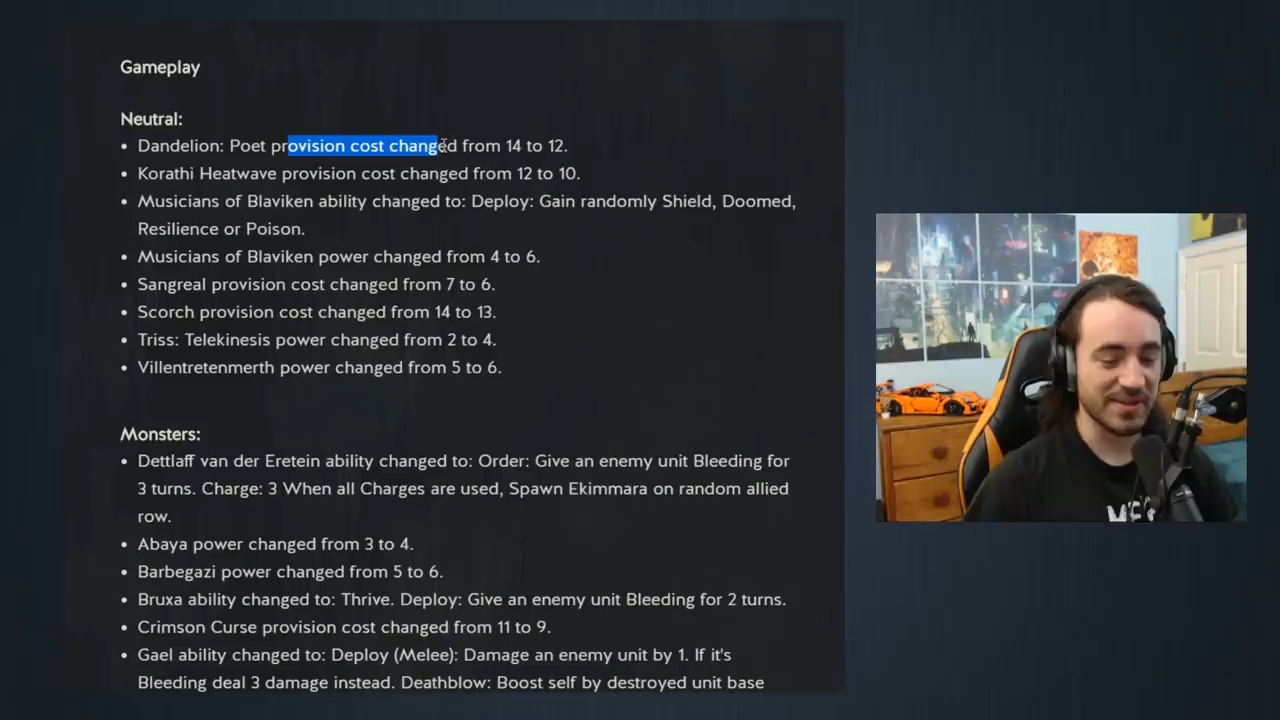 Gameplay
Neutral:
• Dandelion: Poet provision cost changed from 14 to 12.
• Korathi Heatwave provision cost changed from 12 to 10.
• Musicians of Blaviken ability changed to: Deploy: Gain randomly Shield, Doomed,
Resilience or Poison.
• Musicians of Blaviken power changed from 4 to 6.
• Sangreal provision cost changed from 7 to 6.
• Scorch provision cost changed from 14 to 13.
• Triss: Telekinesis power changed from 2 to 4.
• Villentretenmerth power changed from 5 to 6.
Monsters:
• Dettlaff van der Eretein ability changed to: Order: Give an enemy unit Bleeding for
3 turns. Charge: 3 When all Charges are used, Spawn Ekimmara on random allied
row.
• Abaya power changed from 3 to 4.
• Barbegazi power changed from 5 to 6.
• Bruxa ability changed to: Thrive. Deploy: Give an enemy unit Bleeding for 2 turns.
• Crimson Curse provision cost changed from 11 to 9.
• Gael ability changed to: Deploy (Melee): Damage an enemy unit by 1. If it's
Bleeding deal 3 damage instead. Deathblow: Boost self by destroyed unit base